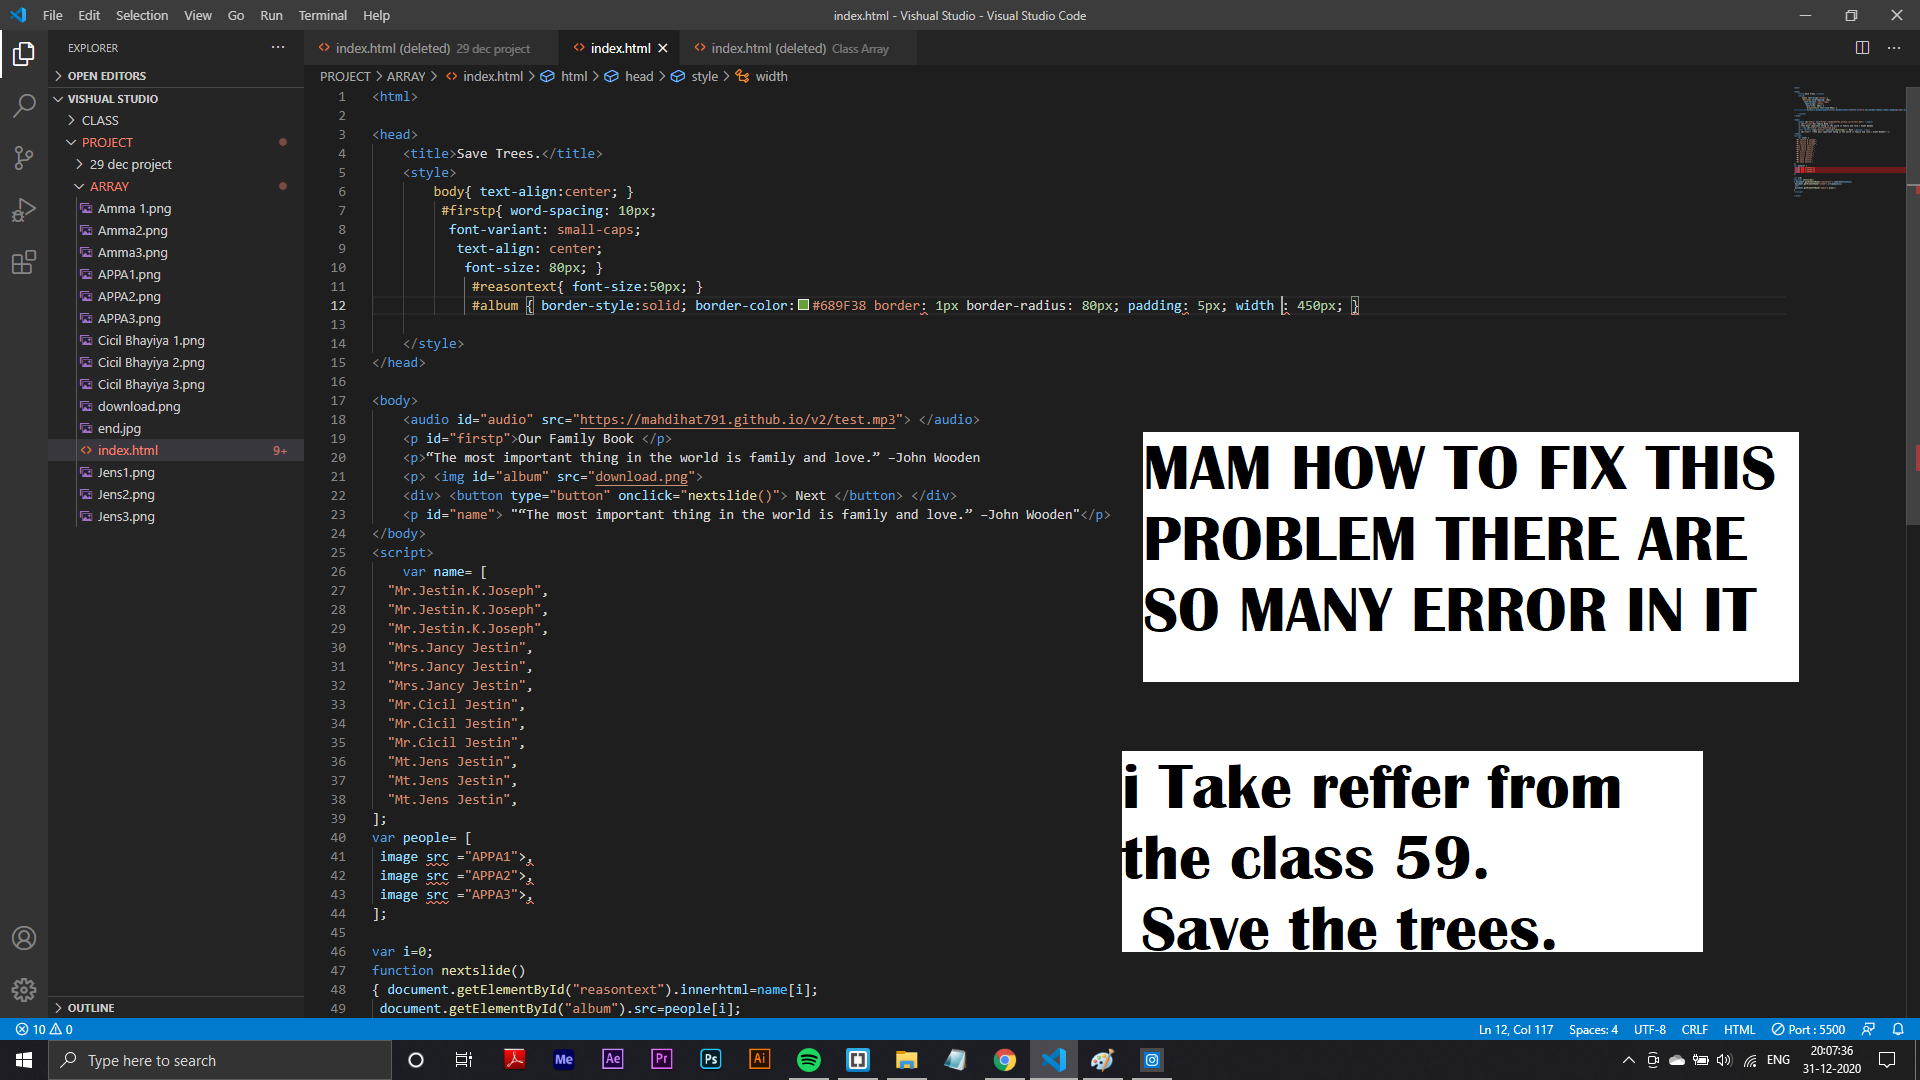 File Edit Selection View Go Run Terminal Help
index.html - Vishual Studio - Visual Studio Code
EXPLORER
OPEN EDITORS
VISHUAL STUDIO
CLASS
PROJECT
29 dec project
ARRAY
Amma 1.png
Amma2.png
Amma3.png
APPA1.png
APPA2.png
APPA3.png
Cicil Bhayiya 1.png
Cicil Bhayiya 2.png
Cicil Bhayiya 3.png
download.png
end.jpg
index.html 9+
Jens1.png
Jens2.png
Jens3.png
OUTLINE
index.html (deleted) 29 dec project
index.html
index.html (deleted) Class Array
PROJECT > ARRAY > index.html > html > head > style > width
1 <html>
2
3 <head>
4 <title>Save Trees.</title>
5 <style>
6 body{ text-align:center; }
7 #firstp{ word-spacing: 10px;
8 font-variant: small-caps;
9 text-align: center;
10 font-size: 80px; }
11 #reasontext{ font-size:50px; }
12 #album { border-style:solid; border-color:#689F38 border: 1px border-radius: 80px; padding: 5px; width : 450px; }
13
14 </style>
15 </head>
16
17 <body>
18 <audio id="audio" src="https://mahdihat791.github.io/v2/test.mp3"> </audio>
19 <p id="firstp">Our Family Book </p>
20 <p>“The most important thing in the world is family and love.” –John Wooden
21 <p> <img id="album" src="download.png">
22 <div> <button type="button" onclick="nextslide()"> Next </button> </div>
23 <p id="name"> "“The most important thing in the world is family and love.” –John Wooden"</p>
24 </body>
25 <script>
26 var name= [
27 "Mr.Jestin.K.Joseph",
28 "Mr.Jestin.K.Joseph",
29 "Mr.Jestin.K.Joseph",
30 "Mrs.Jancy Jestin",
31 "Mrs.Jancy Jestin",
32 "Mrs.Jancy Jestin",
33 "Mr.Cicil Jestin",
34 "Mr.Cicil Jestin",
35 "Mr.Cicil Jestin",
36 "Mt.Jens Jestin",
37 "Mt.Jens Jestin",
38 "Mt.Jens Jestin",
39 ];
40 var people= [
41 image src ="APPA1">,
42 image src ="APPA2">,
43 image src ="APPA3">,
44 ];
45
46 var i=0;
47 function nextslide()
48 { document.getElementById("reasontext").innerhtml=name[i];
49 document.getElementById("album").src=people[i];
MAM HOW TO FIX THIS
PROBLEM THERE ARE
SO MANY ERROR IN IT
i Take reffer from
the class 59.
Save the trees.
10 0
Ln 12, Col 117 Spaces: 4 UTF-8 CRLF HTML Port : 5500
Type here to search
Me Ae Pr Ps Ai
ENG
20:07:36
31-12-2020